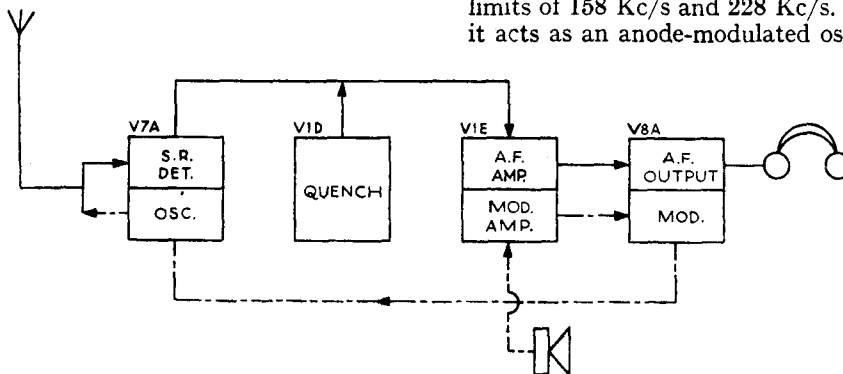 limits of 158 Kc/s and 228 Kc/s.
it acts as an anode-modulated os
V7A
S.R.
DET.
OSC.
V1D
QUENCH
V1E
A.F.
AMP.
MOD.
AMP.
V8A
A.F.
OUTPUT
MOD.